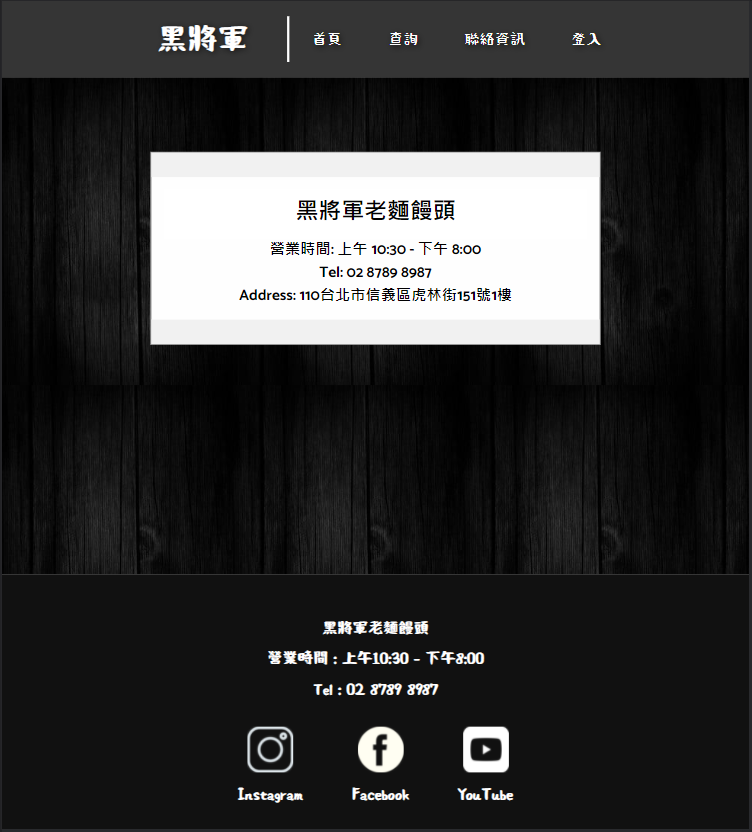 黑將軍
首頁 查詢 聯絡資訊 登入
黑將軍老麵饅頭
營業時間: 上午 10:30 - 下午 8:00
Tel: 02 8789 8987
Address: 110台北市信義區虎林街151號1樓
黑將軍老麵饅頭
營業時間 : 上午10:30 - 下午8:00
Tel : 02 8789 8987
Instagram Facebook YouTube